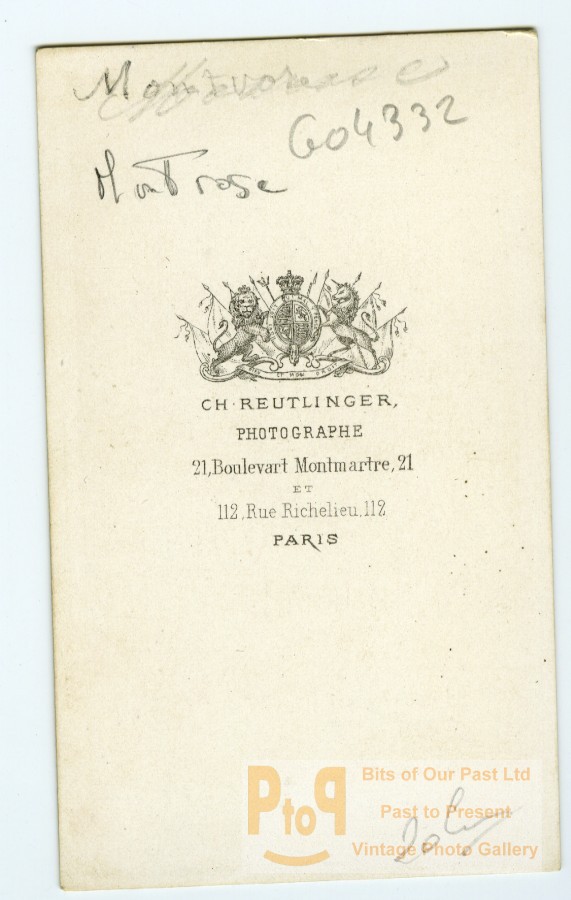 604332
Montrose
CH. REUTLINGER,
PHOTOGRAPHE
21, Boulevart Montmartre, 21
ET
112, Rue Richelieu, 112
PARIS
PtoP
Bits of Our Past Ltd
Past to Present
Vintage Photo Gallery